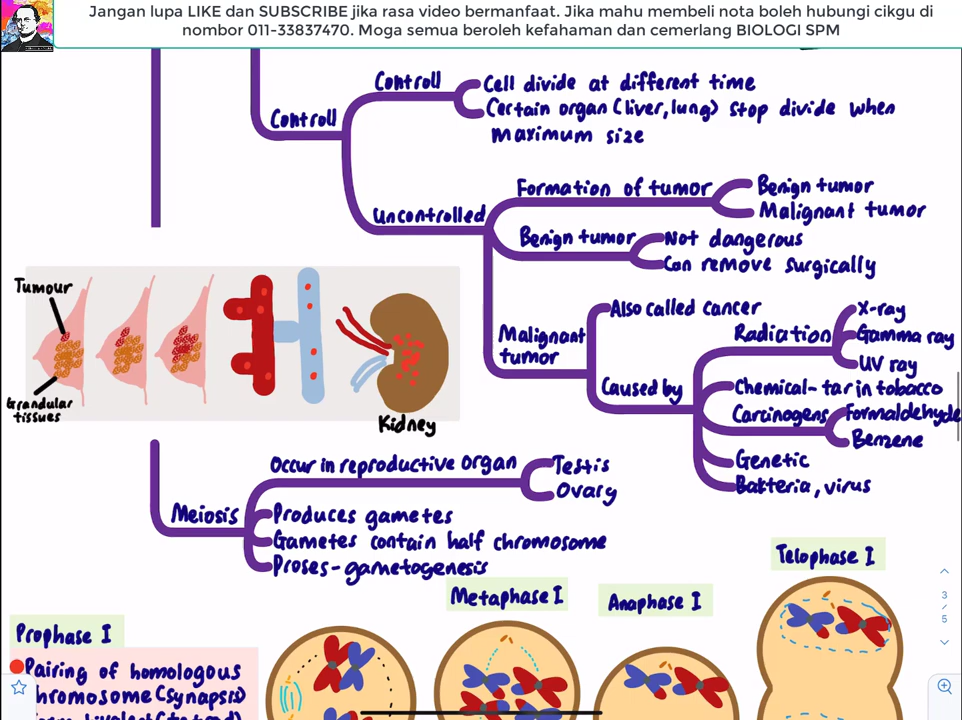 Jangan lupa LIKE dan SUBSCRIBE jika rasa video bermanfaat. Jika mahu membeli nota boleh hubungi cikgu di
nombor 011-33837470. Moga semua beroleh kefahaman dan cemerlang BIOLOGI SPM
Controll
Controll
Cell divide at different time
Certain organ (liver, lung) stop divide when
maximum size
Uncontrolled
Formation of tumor
Benign tumor
Malignant tumor
Benign tumor
Not dangerous
Can remove surgically
Malignant
tumor
Also called cancer
Caused by
Radiation
X-ray
Gamma ray
UV ray
Chemical-tar in tobacco
Carcinogens
Formaldehyde
Benzene
Genetic
Bakteria, virus
Tumour
Grandular
tissues
Kidney
Meiosis
Occur in reproductive organ
Testis
Ovary
Produces gametes
Gametes contain half chromosome
Proses-gametogenesis
Prophase I
Metaphase I
Anaphase I
Telophase I
Pairing of homologous
hromosome (synapsis)
3
/
5